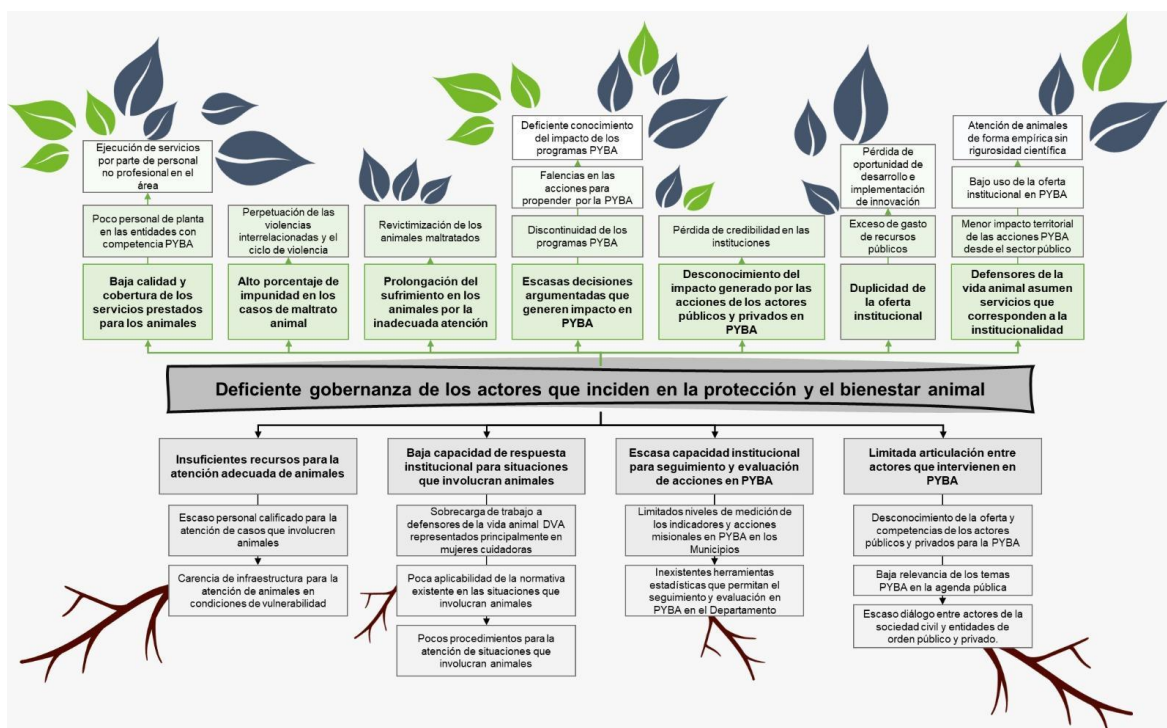 Ejecución de servicios
por parte de personal
no profesional en el
área
Poco personal de planta
en las entidades con
competencia PYBA
Baja calidad y
cobertura de los
servicios prestados
para los animales
Perpetuación de las
violencias
interrelacionadas y el
ciclo de violencia
Alto porcentaje de
impunidad en los
casos de maltrato
animal
Revictimización de los
animales maltratados
Prolongación del
sufrimiento en los
animales por la
inadecuada atención
Deficiente conocimiento
del impacto de los
programas PYBA
Falencias en las
acciones para
propender por la PYBA
Discontinuidad de los
programas PYBA
Escasas decisiones
argumentadas que
generen impacto en
PYBA
Pérdida de credibilidad en las
instituciones
Desconocimiento del
impacto generado por las
acciones de los actores
públicos y privados en PYBA
Pérdida de
oportunidad de
desarrollo e
implementación
de innovación
Exceso de gasto
de recursos
públicos
Duplicidad de
la oferta
institucional
Atención de animales
de forma empírica sin
rigurosidad científica
Bajo uso de la oferta
institucional en PYBA
Menor impacto territorial
de las acciones PYBA
desde el sector público
Defensores de la
vida animal asumen
servicios que
corresponden a la
institucionalidad
Deficiente gobernanza de los actores que inciden en la protección y el bienestar animal
Insuficientes recursos para la
atención adecuada de animales
Escaso personal calificado para la
atención de casos que involucren
animales
Carencia de infraestructura para la
atención de animales en
condiciones de vulnerabilidad
Baja capacidad de respuesta
institucional para situaciones
que involucran animales
Sobrecarga de trabajo a
defensores de la vida animal DVA
representados principalmente en
mujeres cuidadoras
Poca aplicabilidad de la normativa
existente en las situaciones que
involucran animales
Pocos procedimientos para la
atención de situaciones que
involucran animales
Escasa capacidad institucional
para seguimiento y evaluación
de acciones en PYBA
Limitados niveles de medición de
los indicadores y acciones
misionales en PYBA en los
Municipios
Inexistentes herramientas
estadísticas que permitan el
seguimiento y evaluación en
PYBA en el Departamento
Limitada articulación entre
actores que intervienen en
PYBA
Desconocimiento de la oferta y
competencias de los actores
públicos y privados para la PYBA
Baja relevancia de los temas
PYBA en la agenda pública
Escaso diálogo entre actores de la
sociedad civil y entidades de
orden público y privado.